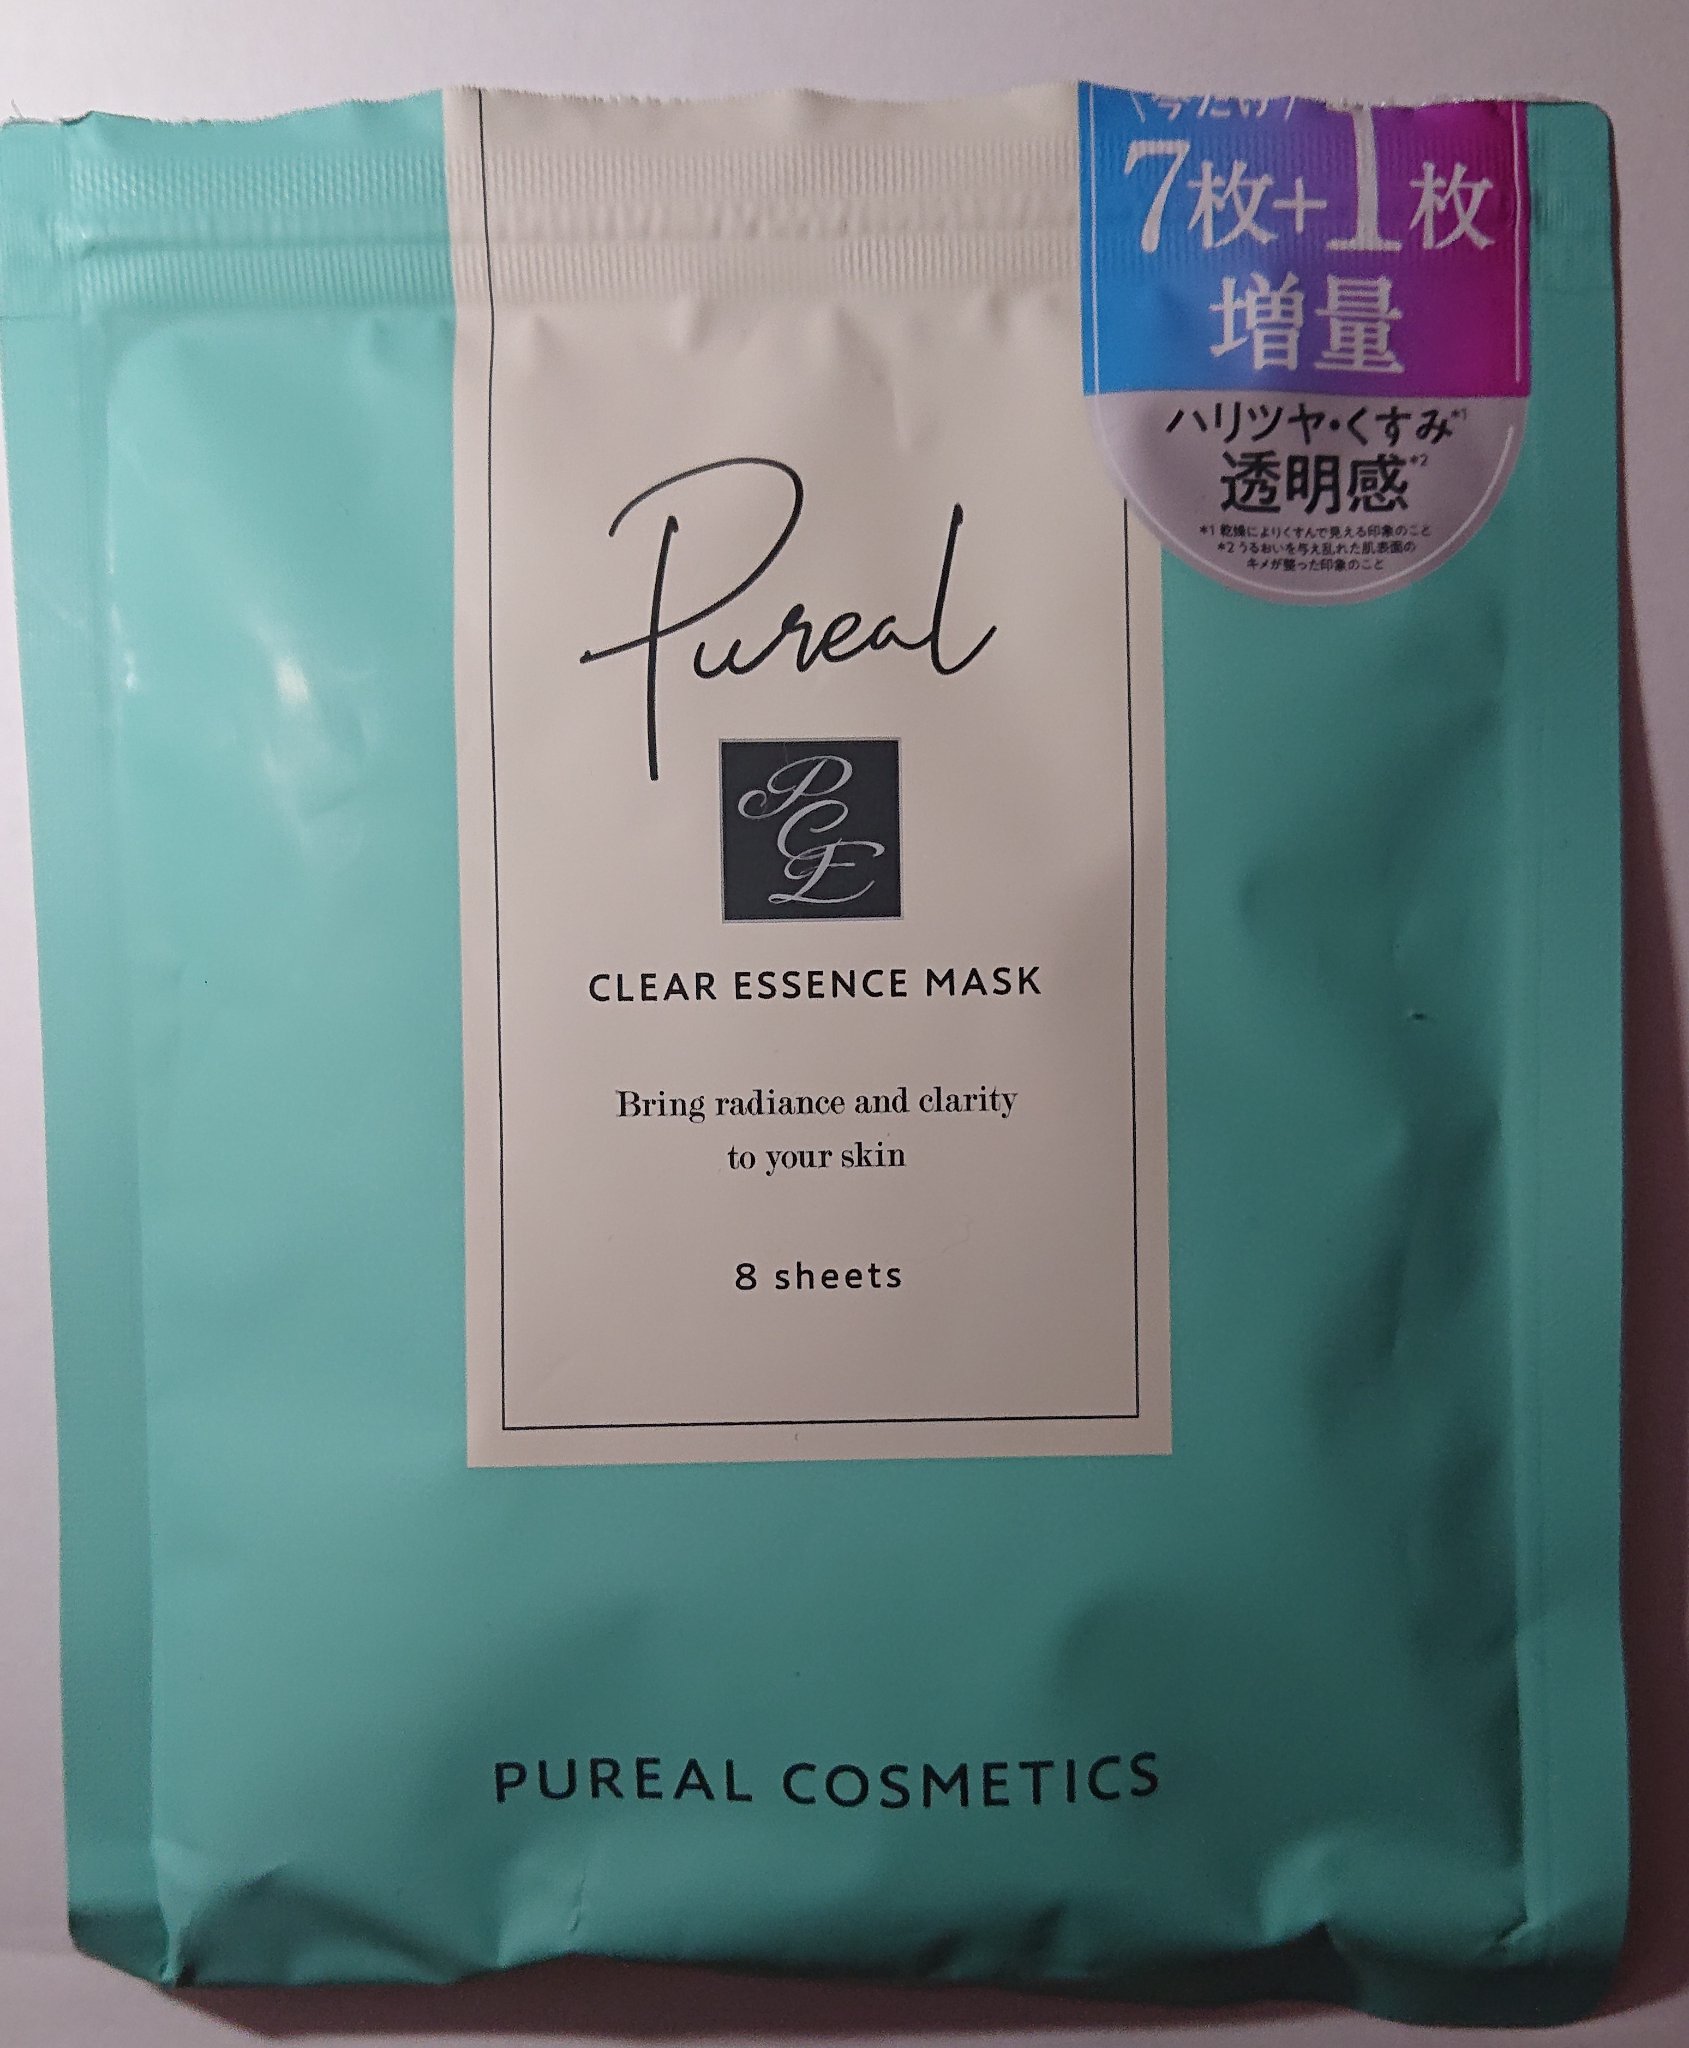 〈今だけ〉
7枚+1枚
増量
ハリツヤ・くすみ*1
透明感*2
*1 乾燥によりくすんで見える印象のこと
*2 うるおいを与え乱れた肌表面の
キメが整った印象のこと
Pureal
PCE
CLEAR ESSENCE MASK
Bring radiance and clarity
to your skin
8 sheets
PUREAL COSMETICS